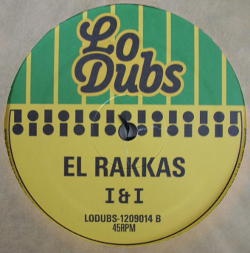 Lo
Dubs
EL RAKKAS
I & I
LODUBS-1209014 B
45RPM